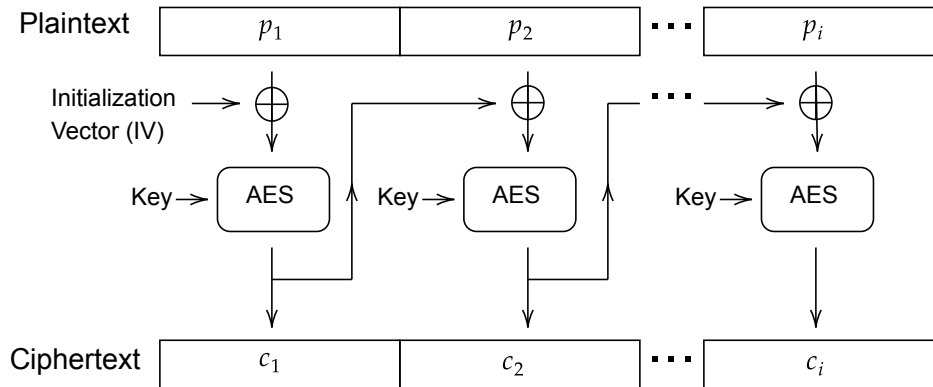 Plaintext p₁ p₂ ▪▪▪ pᵢ
Initialization
Vector (IV)
▪▪▪
Key AES Key AES Key AES
Ciphertext c₁ c₂ ▪▪▪ cᵢ